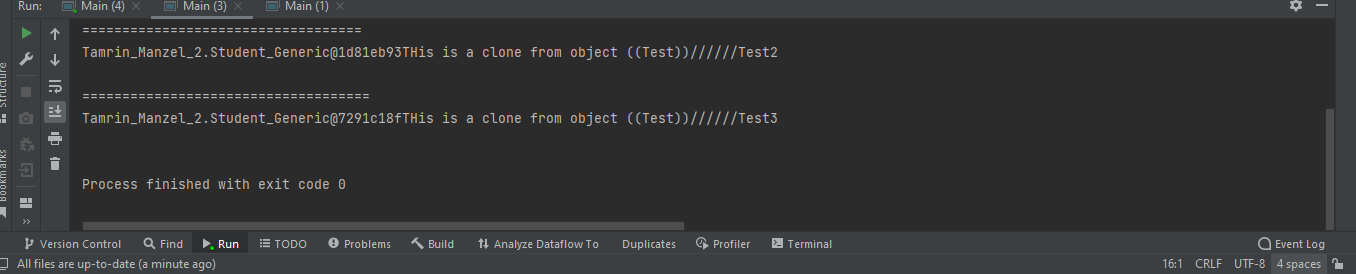 Run: Main (4) × Main (3) × Main (1) ×
==================================
Tamrin_Manzel_2.Student_Generic@1d81eb93THis is a clone from object ((Test))//////Test2
===================================
Tamrin_Manzel_2.Student_Generic@7291c18fTHis is a clone from object ((Test))//////Test3
Process finished with exit code 0
Structure
Bookmarks
Version Control Find Run TODO Problems Build Analyze Dataflow To Duplicates Profiler Terminal Event Log
All files are up-to-date (a minute ago) 16:1 CRLF UTF-8 4 spaces